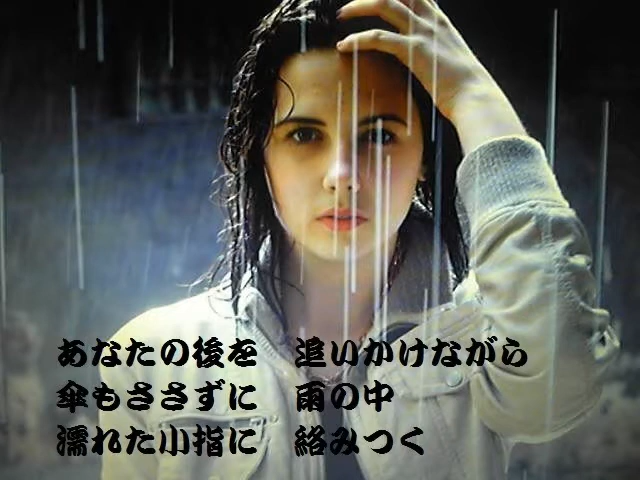 あなたの後を　追いかけながら
傘もささずに　雨の中
濡れた小指に　絡みつく